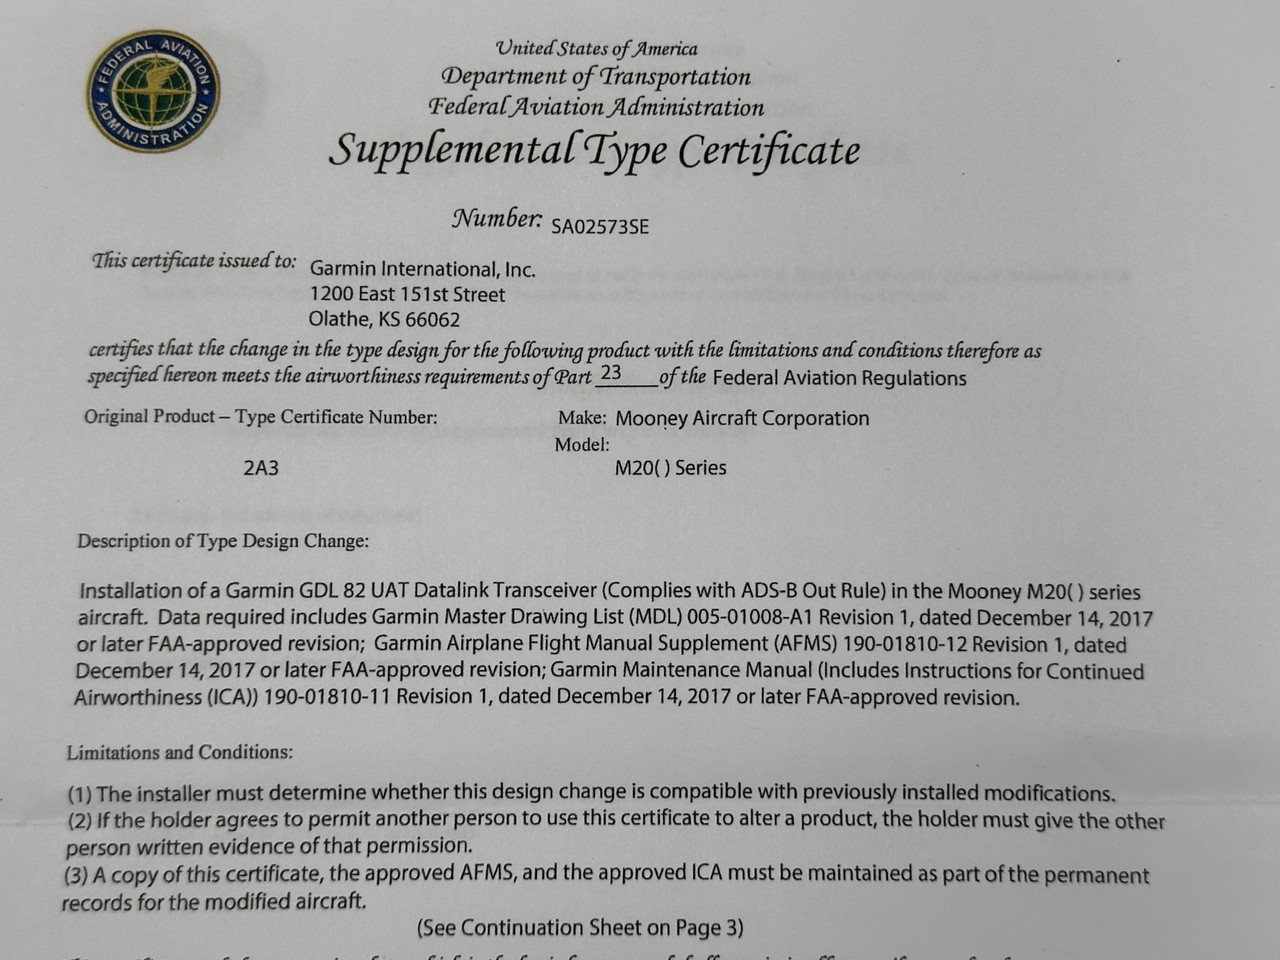 FEDERAL AVIATION ADMINISTRATION
United States of America
Department of Transportation
Federal Aviation Administration
Supplemental Type Certificate
Number: SA02573SE
This certificate issued to: Garmin International, Inc.
1200 East 151st Street
Olathe, KS 66062
certifies that the change in the type design for the following product with the limitations and conditions therefore as
specified hereon meets the airworthiness requirements of Part 23 of the Federal Aviation Regulations
Original Product – Type Certificate Number: Make: Mooney Aircraft Corporation
Model:
2A3 M20( ) Series
Description of Type Design Change:
Installation of a Garmin GDL 82 UAT Datalink Transceiver (Complies with ADS-B Out Rule) in the Mooney M20( ) series
aircraft. Data required includes Garmin Master Drawing List (MDL) 005-01008-A1 Revision 1, dated December 14, 2017
or later FAA-approved revision; Garmin Airplane Flight Manual Supplement (AFMS) 190-01810-12 Revision 1, dated
December 14, 2017 or later FAA-approved revision; Garmin Maintenance Manual (Includes Instructions for Continued
Airworthiness (ICA)) 190-01810-11 Revision 1, dated December 14, 2017 or later FAA-approved revision.
Limitations and Conditions:
(1) The installer must determine whether this design change is compatible with previously installed modifications.
(2) If the holder agrees to permit another person to use this certificate to alter a product, the holder must give the other
person written evidence of that permission.
(3) A copy of this certificate, the approved AFMS, and the approved ICA must be maintained as part of the permanent
records for the modified aircraft.
(See Continuation Sheet on Page 3)